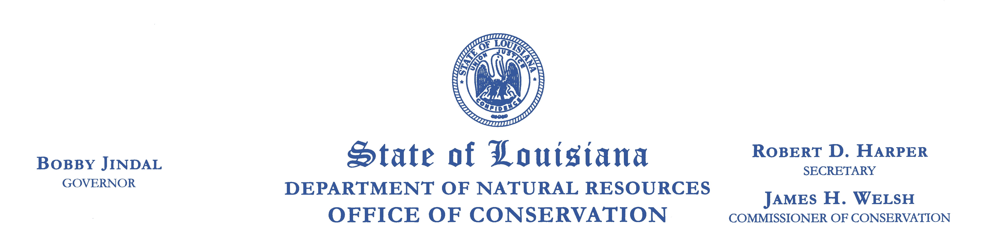 STATE OF LOUISIANA
UNION JUSTICE
CONFIDENCE
State of Louisiana
DEPARTMENT OF NATURAL RESOURCES
OFFICE OF CONSERVATION
BOBBY JINDAL
GOVERNOR
ROBERT D. HARPER
SECRETARY
JAMES H. WELSH
COMMISSIONER OF CONSERVATION